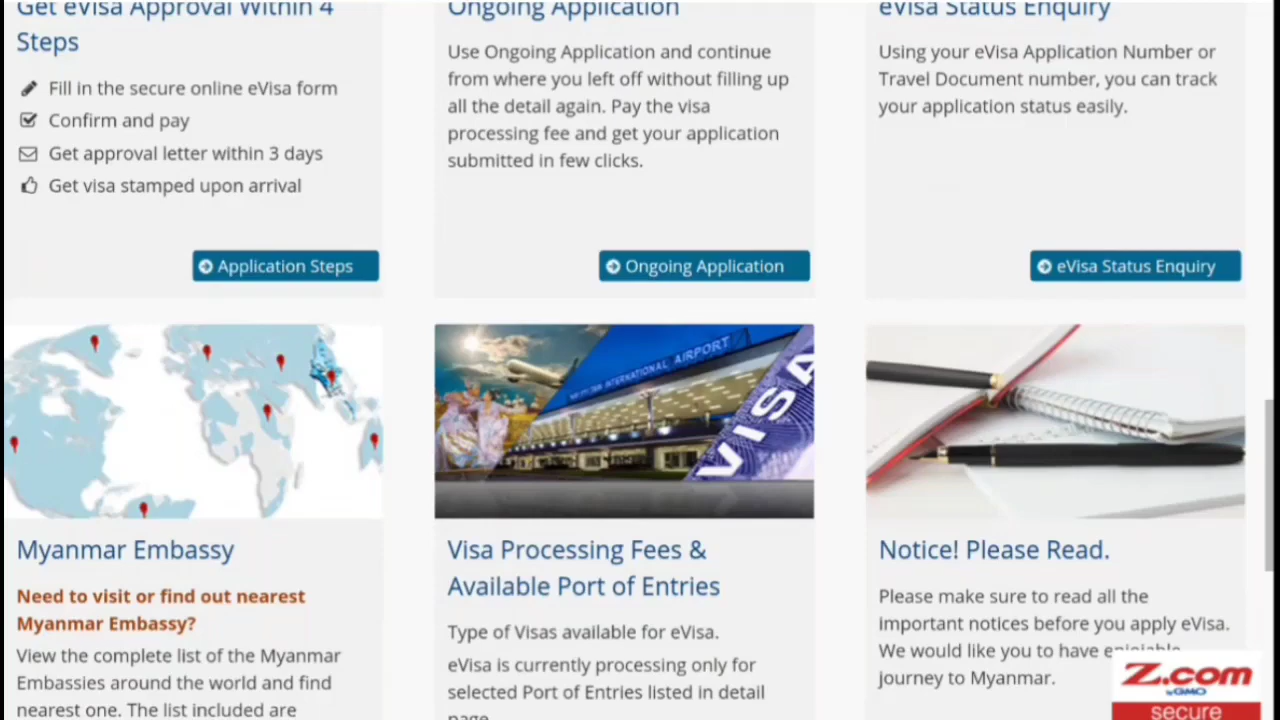 Get eVisa Approval Within 4
Steps
Fill in the secure online eVisa form
Confirm and pay
Get approval letter within 3 days
Get visa stamped upon arrival
Application Steps
Ongoing Application
Use Ongoing Application and continue
from where you left off without filling up
all the detail again. Pay the visa
processing fee and get your application
submitted in few clicks.
Ongoing Application
eVisa Status Enquiry
Using your eVisa Application Number or
Travel Document number, you can track
your application status easily.
eVisa Status Enquiry
Myanmar Embassy
Need to visit or find out nearest
Myanmar Embassy?
View the complete list of the Myanmar
Embassies around the world and find
nearest one. The list included are
INTERNATIONAL AIRPORT
VISA
Visa Processing Fees &
Available Port of Entries
Type of Visas available for eVisa.
eVisa is currently processing only for
selected Port of Entries listed in detail
page.
Notice! Please Read.
Please make sure to read all the
important notices before you apply eVisa.
We would like you to have enjoiable
journey to Myanmar.
Z.com
by GMO
secure